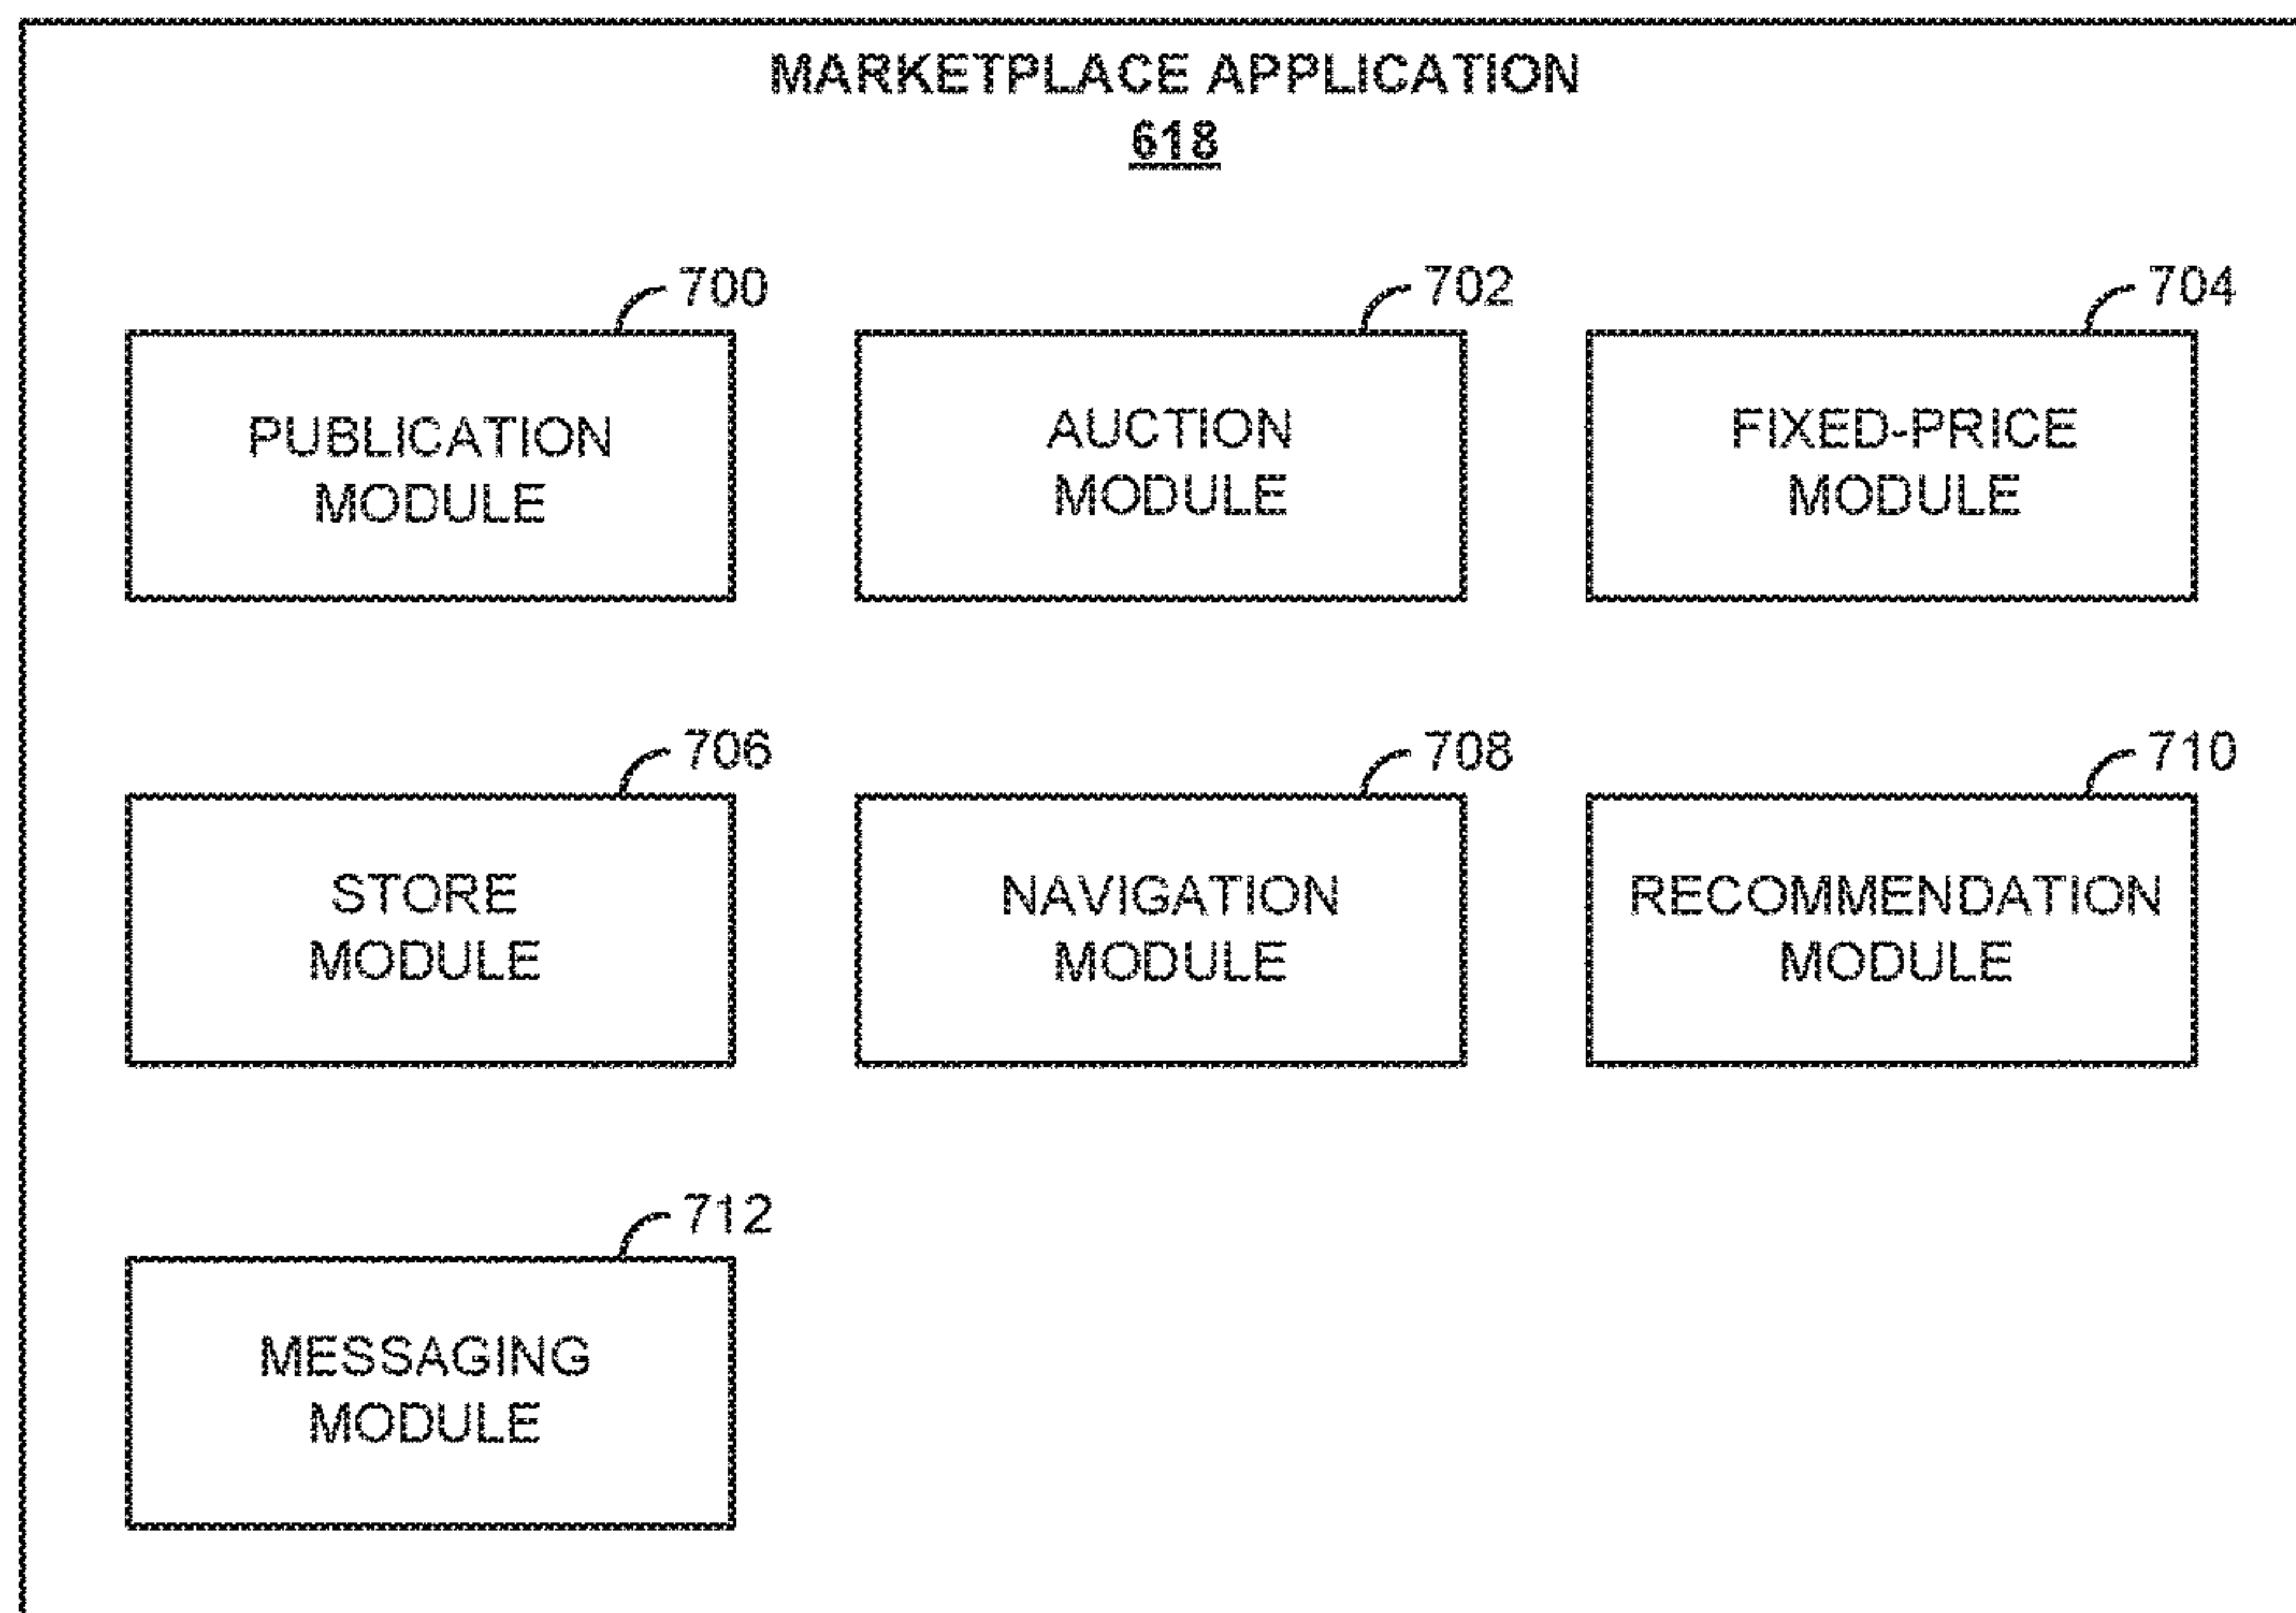 MARKETPLACE APPLICATION
618
700
702
704
PUBLICATION
MODULE
AUCTION
MODULE
FIXED-PRICE
MODULE
706
708
710
STORE
MODULE
NAVIGATION
MODULE
RECOMMENDATION
MODULE
712
MESSAGING
MODULE